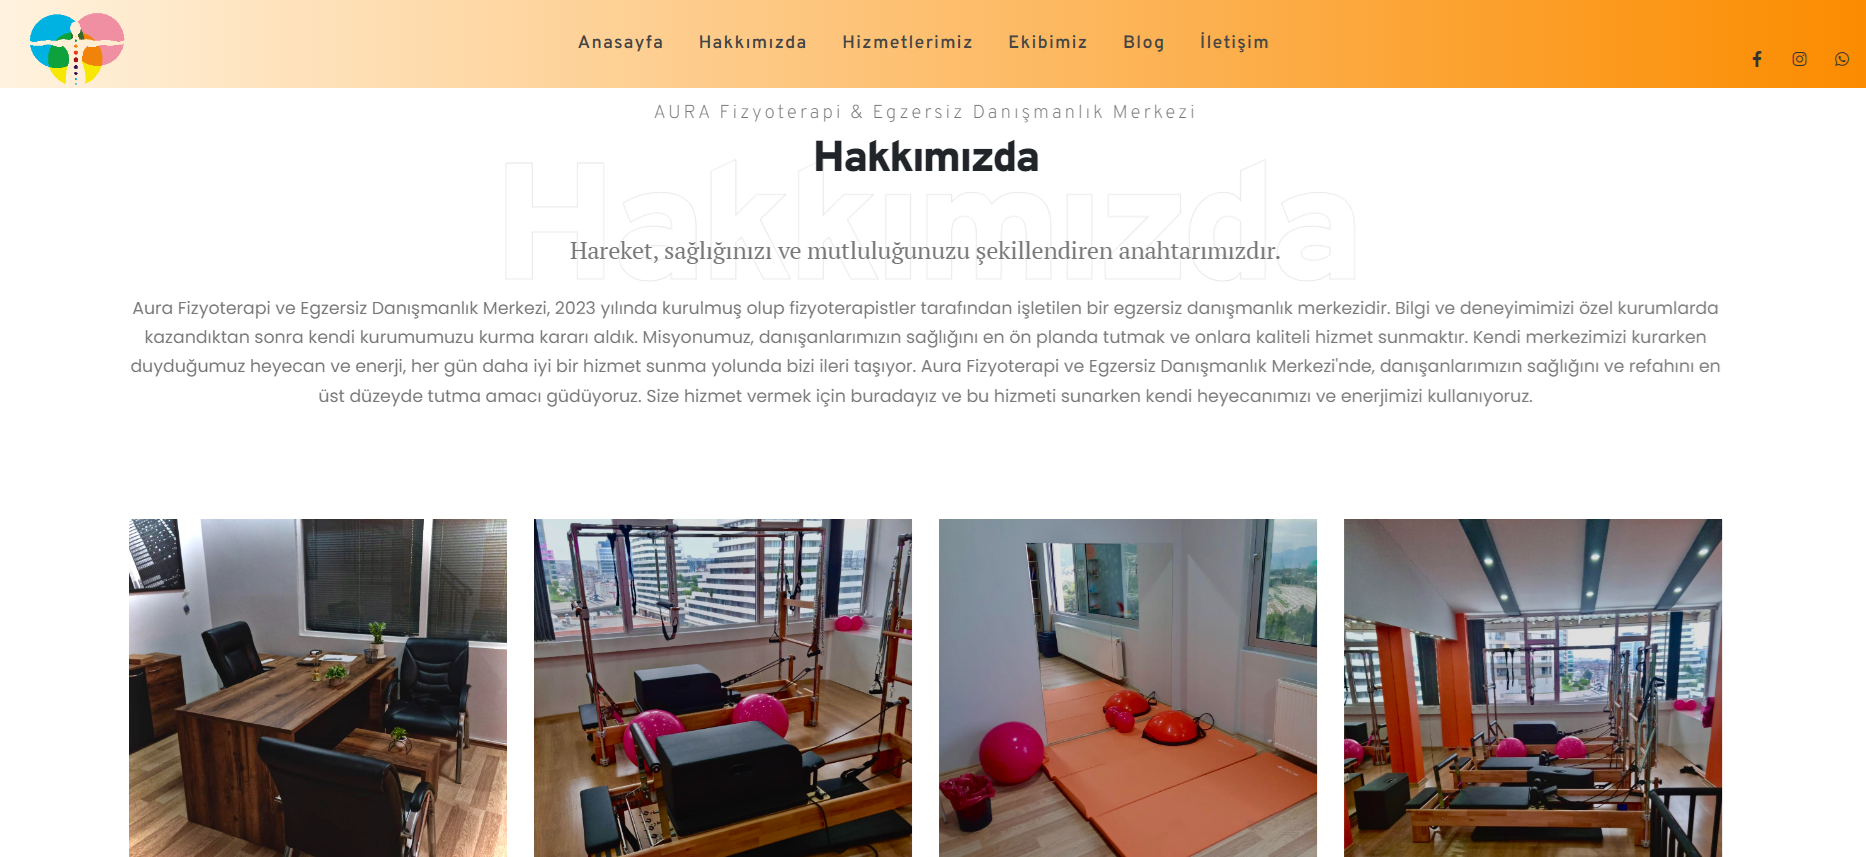 Anasayfa Hakkımızda Hizmetlerimiz Ekibimiz Blog İletişim
AURA Fizyoterapi & Egzersiz Danışmanlık Merkezi
Hakkımızda
Hakkımızda
Hareket, sağlığınızı ve mutluluğunuzu şekillendiren anahtarımızdır.
Aura Fizyoterapi ve Egzersiz Danışmanlık Merkezi, 2023 yılında kurulmuş olup fizyoterapistler tarafından işletilen bir egzersiz danışmanlık merkezidir. Bilgi ve deneyimimizi özel kurumlarda
kazandıktan sonra kendi kurumumuzu kurma kararı aldık. Misyonumuz, danışanlarımızın sağlığını en ön planda tutmak ve onlara kaliteli hizmet sunmaktır. Kendi merkezimizi kurarken
duyduğumuz heyecan ve enerji, her gün daha iyi bir hizmet sunma yolunda bizi ileri taşıyor. Aura Fizyoterapi ve Egzersiz Danışmanlık Merkezi'nde, danışanlarımızın sağlığını ve refahını en
üst düzeyde tutma amacı güdüyoruz. Size hizmet vermek için buradayız ve bu hizmeti sunarken kendi heyecanımızı ve enerjimizi kullanıyoruz.